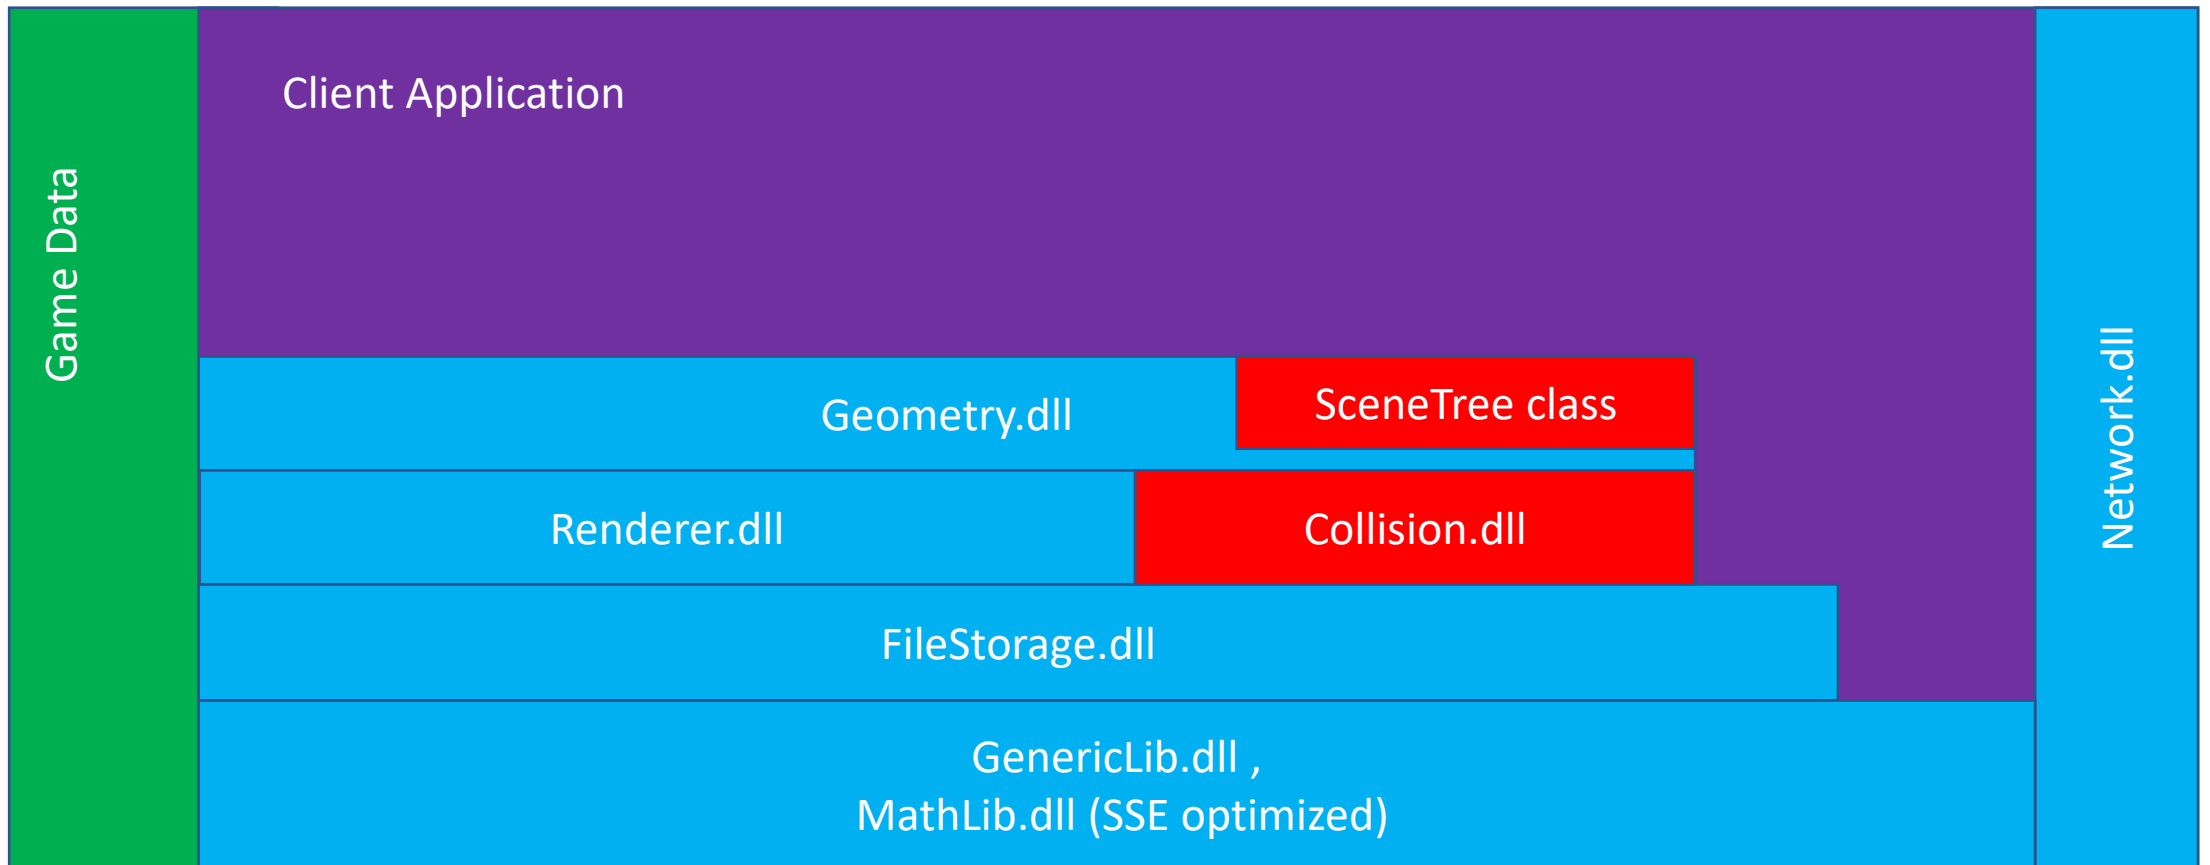 Game Data
Client Application
Geometry.dll
SceneTree class
Renderer.dll
Collision.dll
FileStorage.dll
GenericLib.dll ,
MathLib.dll (SSE optimized)
Network.dll